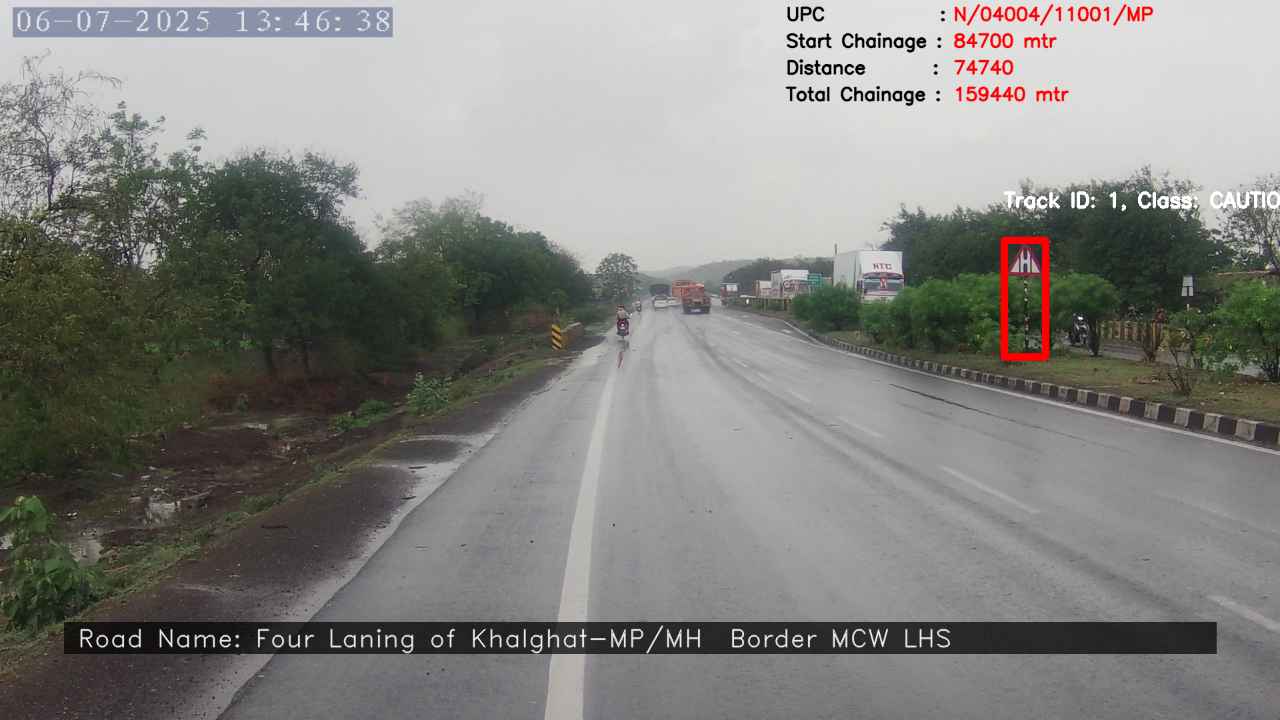 06-07-2025 13:46:38
UPC : N/04004/11001/MP
Start Chainage : 84700 mtr
Distance : 74740
Total Chainage : 159440 mtr
Track ID: 1, Class: CAUTIO
NTC
Road Name: Four Laning of Khalghat-MP/MH Border MCW LHS